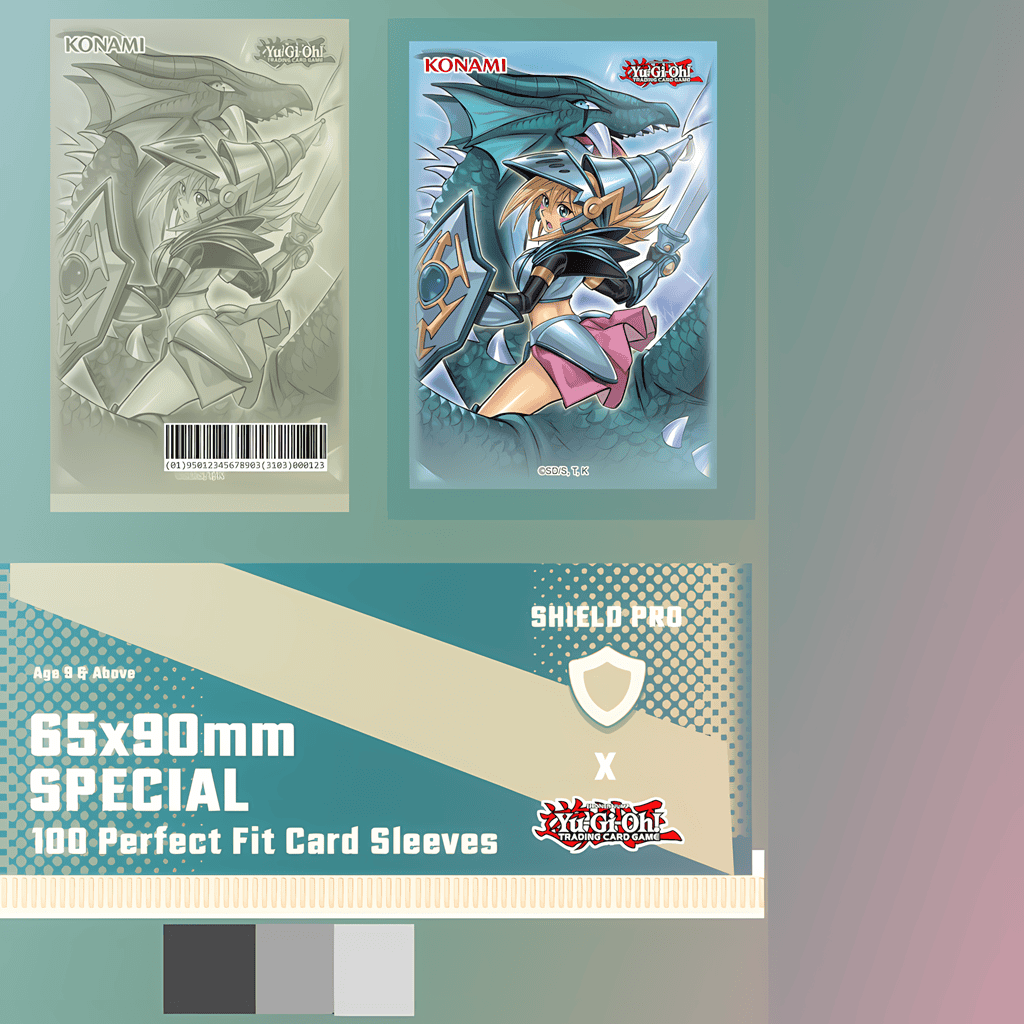 KONAMI
Yu-Gi-Oh!
TRADING CARD GAME
(01)95012345678903(3103)000123
KONAMI
Yu-Gi-Oh!
TRADING CARD GAME
©SD/S, T, K
SHIELD PRO
Age 9 & Above
65x90mm
SPECIAL
100 Perfect Fit Card Sleeves
X
Yu-Gi-Oh!
TRADING CARD GAME